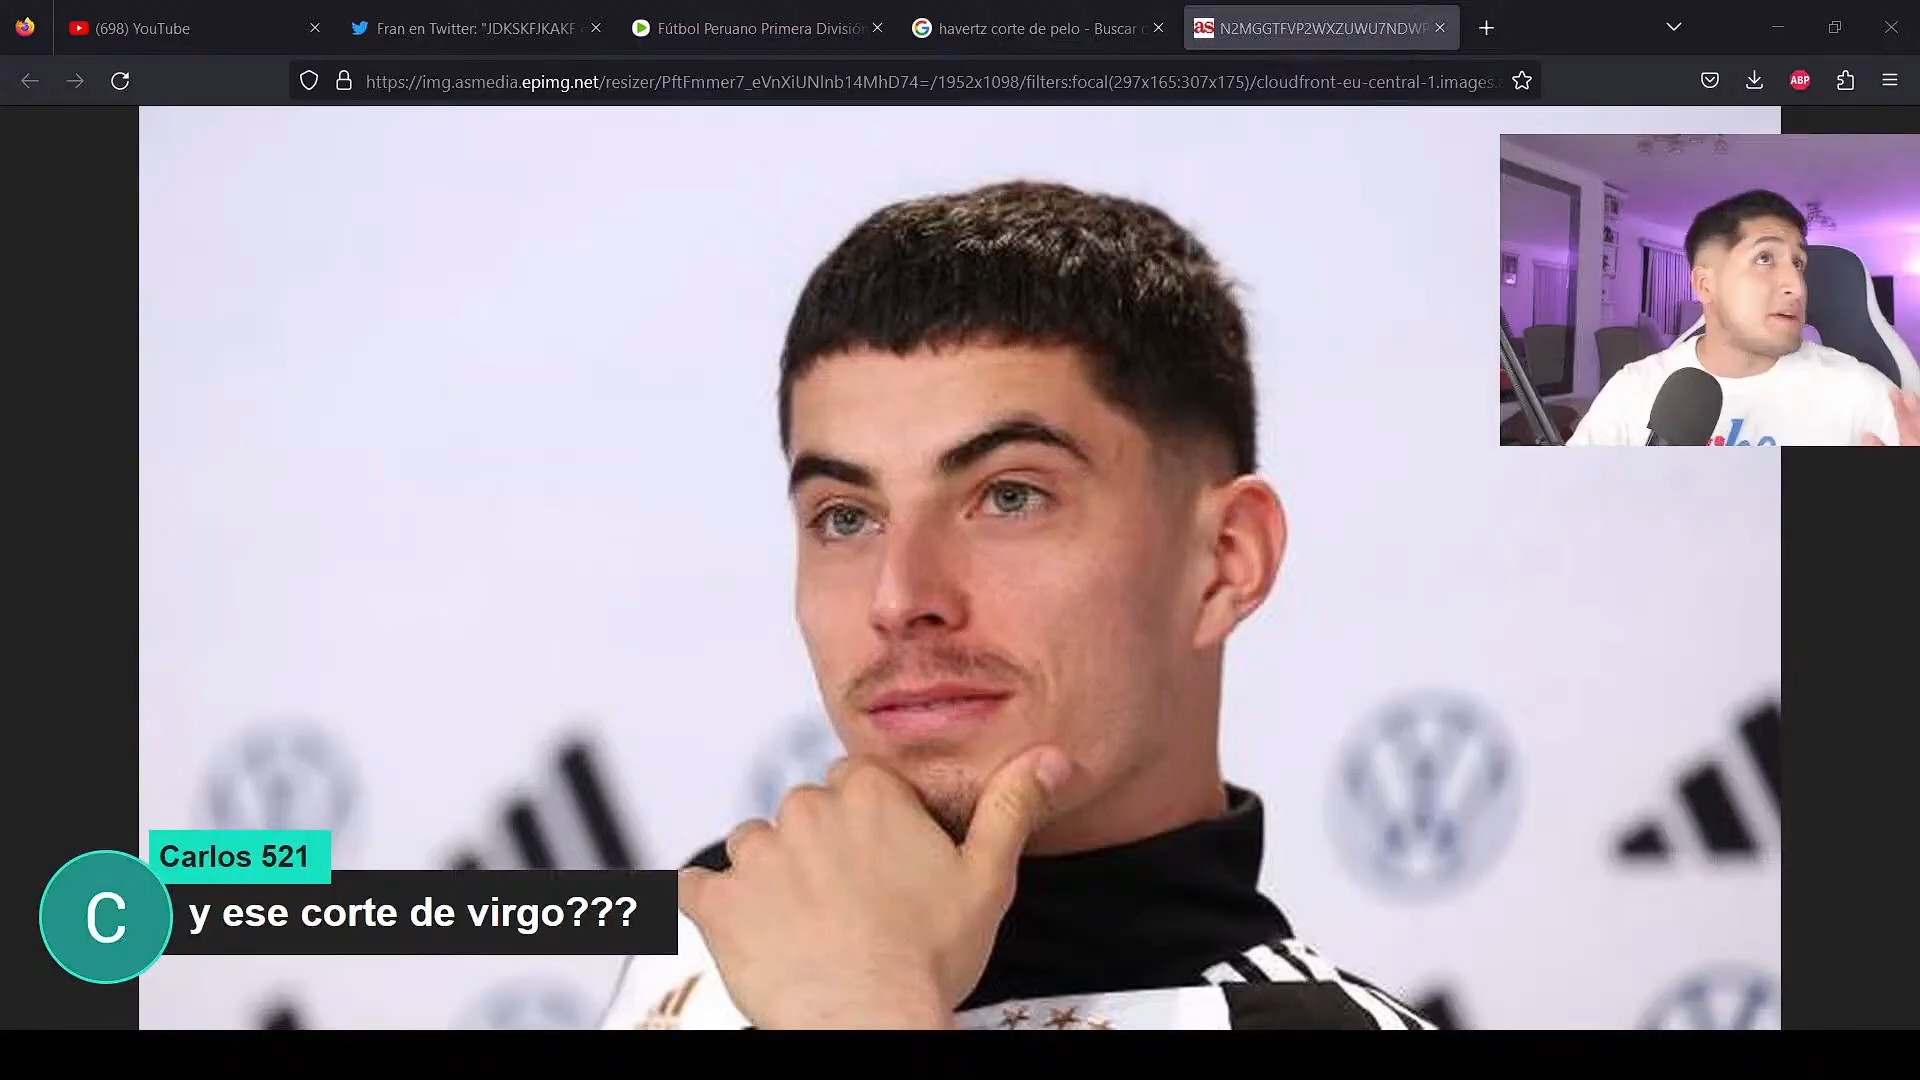 (698) YouTube
Fran en Twitter: "JDKSKFJKAKF
Fútbol Peruano Primera División
havertz corte de pelo - Buscar c
as
N2MGGTFVP2WXZUWU7NDWF
https://img.asmedia.epimg.net/resizer/PftFmmer7_eVnXiUNlnb14MhD74=/1952x1098/filters:focal(297x165:307x175)/cloudfront-eu-central-1.images.
ABP
Carlos 521
C
y ese corte de virgo???